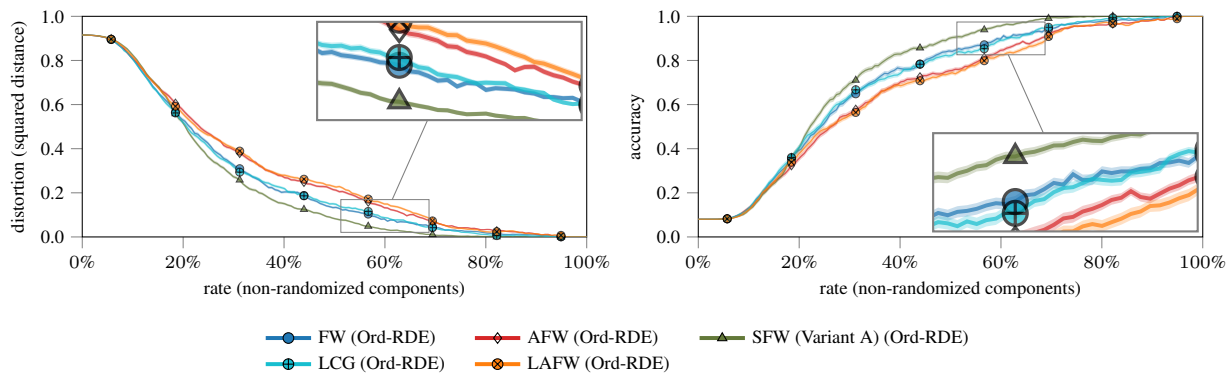 distortion (squared distance)
1.0
0.8
0.6
0.4
0.2
0.0
0% 20% 40% 60% 80% 100%
rate (non-randomized components)
accuracy
1.0
0.8
0.6
0.4
0.2
0.0
0% 20% 40% 60% 80% 100%
rate (non-randomized components)
FW (Ord-RDE) AFW (Ord-RDE) SFW (Variant A) (Ord-RDE)
LCG (Ord-RDE) LAFW (Ord-RDE)